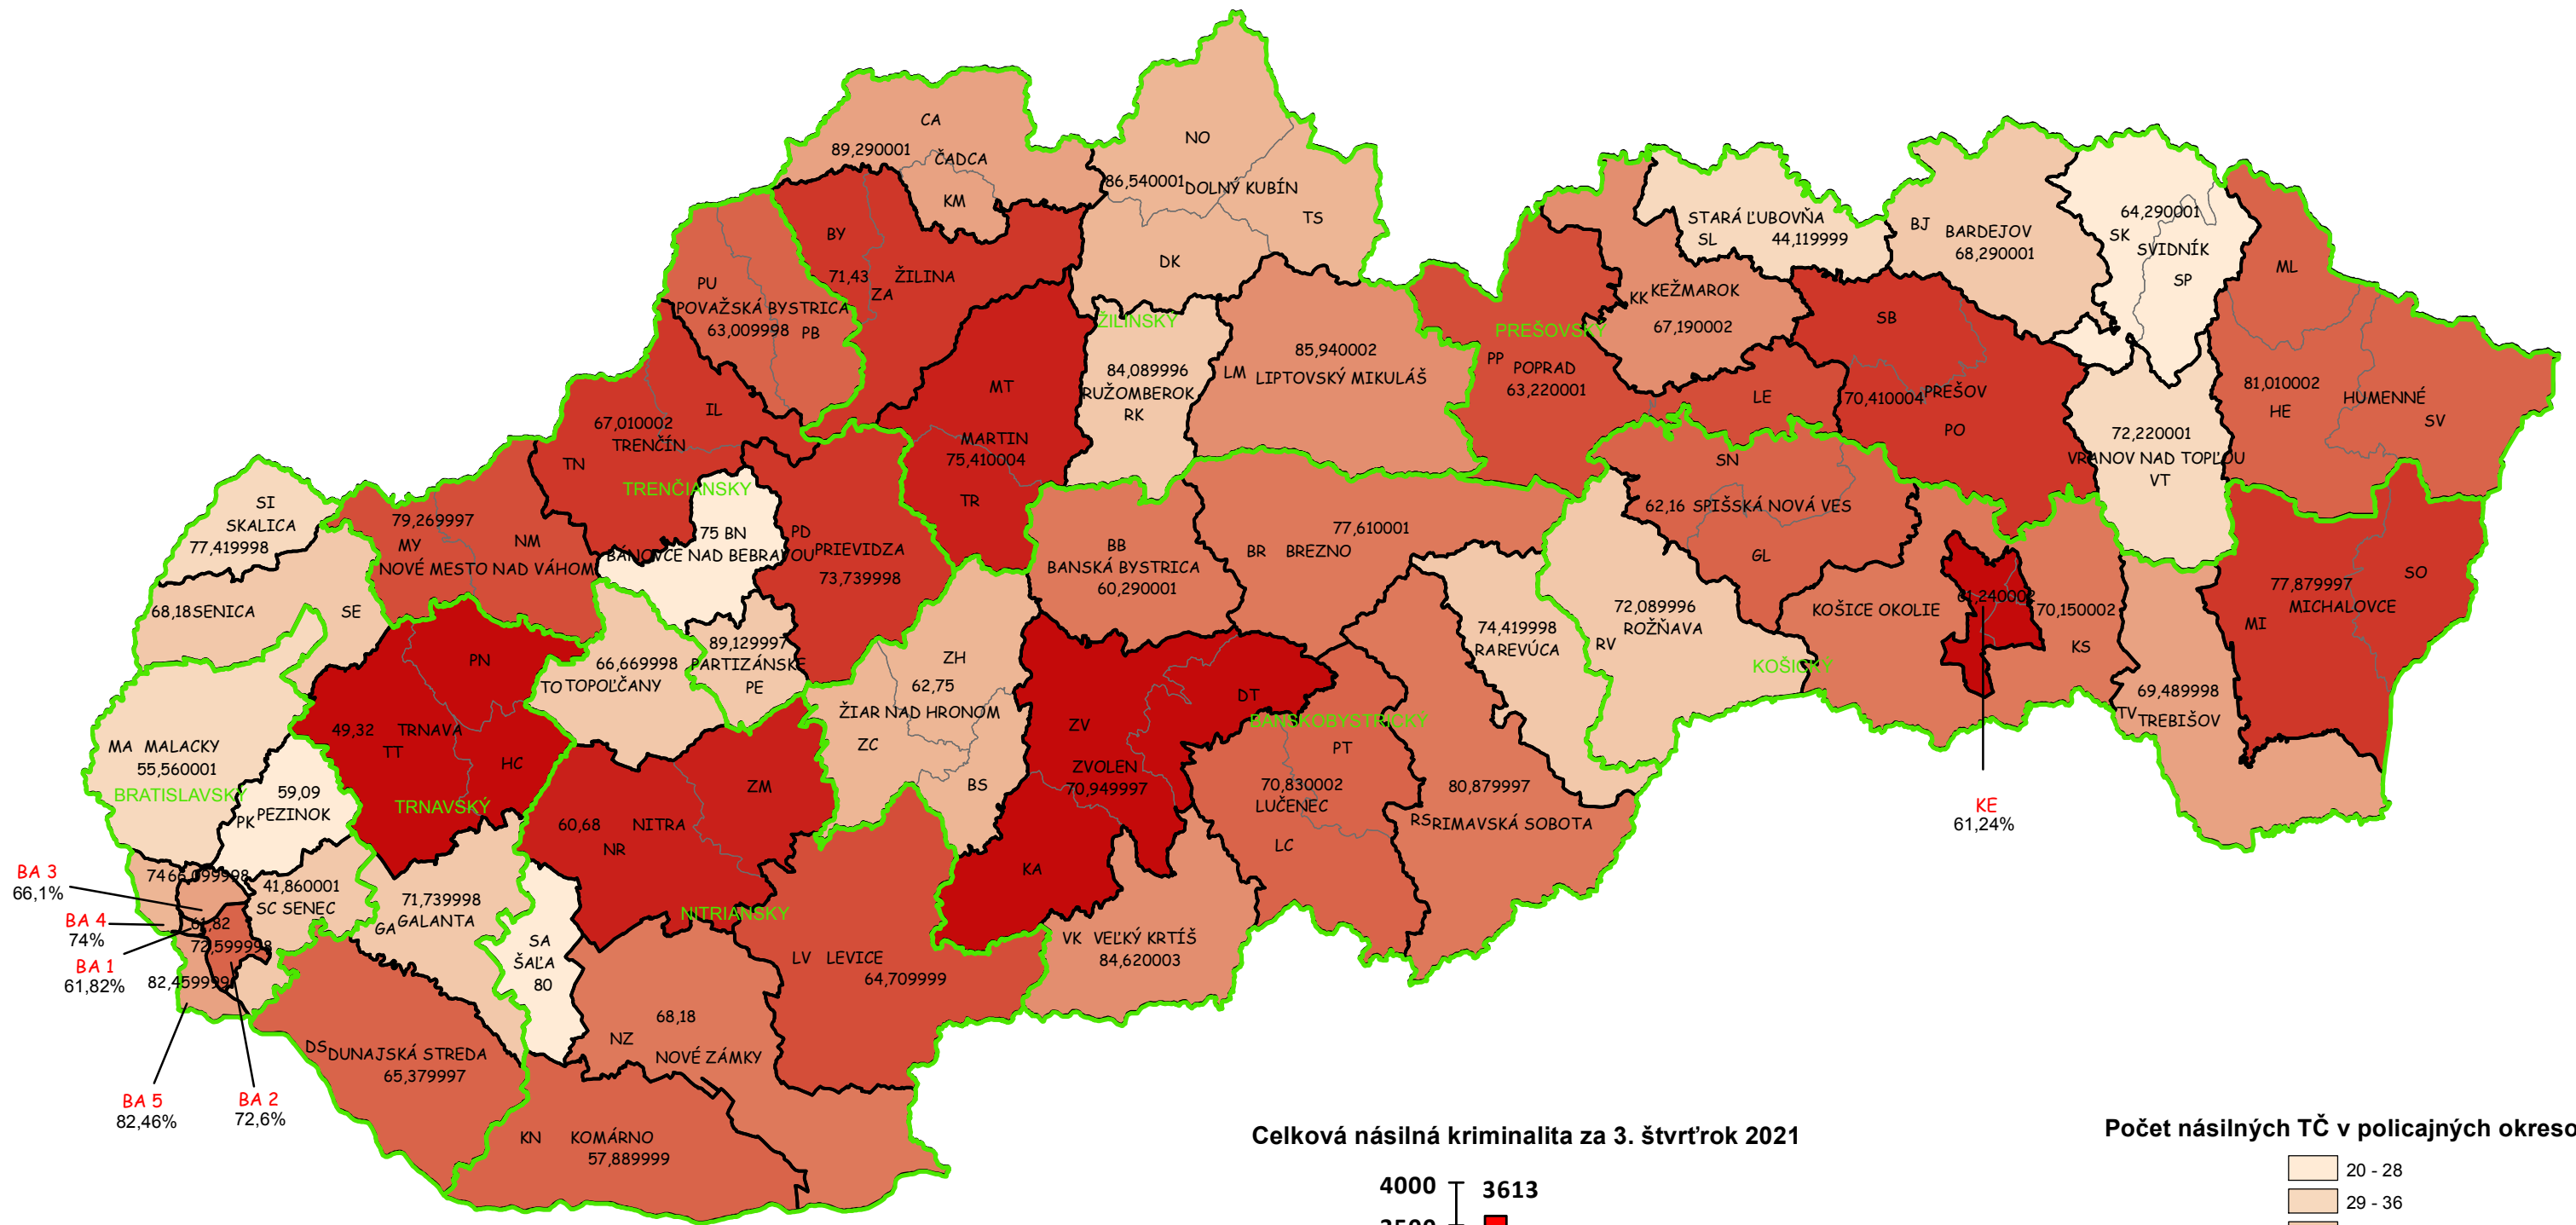 CA
89,290001
ČADCA
KM
NO
86,540001 DOLNÝ KUBÍN
TS
DK
BY
71,43
ZA
ŽILINA
PU
POVAŽSKÁ BYSTRICA
63,009998
PB
ŽILINSKÝ
84,089996
RUŽOMBEROK
RK
85,940002
LM
LIPTOVSKÝ MIKULÁŠ
MT
MARTIN
75,410004
TR
IL
67,010002
TRENČÍN
TN
TRENČIANSKY
PREŠOVSKÝ
PP
POPRAD
63,220001
LE
KK
KEŽMAROK
67,190002
STARÁ ĽUBOVŇA
SL
44,119999
BJ
BARDEJOV
68,290001
64,290001
SK
SVIDNÍK
SP
ML
81,010002
HE
HUMENNÉ
SV
SB
70,410004
PREŠOV
PO
72,220001
VRANOV NAD TOPĽOU
VT
SI
SKALICA
77,419998
68,18 SENICA
SE
79,269997
MY
NM
NOVÉ MESTO NAD VÁHOM
75 BN
BÁNOVCE NAD BEBRAVOU
PD
PRIEVIDZA
73,739998
89,129997
PARTIZÁNSKE
PE
66,669998
TO TOPOĽČANY
BB
BANSKÁ BYSTRICA
60,290001
77,610001
BR
BREZNO
SN
62,16 SPIŠSKÁ NOVÁ VES
GL
74,419998
RAREVÚCA
72,089996
ROŽŇAVA
RV
KOŠICKÝ
KOŠICE OKOLIE
61,240002
70,150002
KS
69,489998
TV
TREBIŠOV
77,879997
MICHALOVCE
MI
SO
KE
61,24%
PN
49,32
TRNAVA
TT
HC
TRNAVSKÝ
MA MALACKY
55,560001
BRATISLAVSKÝ
59,09
PK PEZINOK
ZH
62,75
ŽIAR NAD HRONOM
ZC
BS
ZV
DT
ZVOLEN
70,949997
KA
BANSKOBYSTRICKÝ
PT
70,830002
LUČENEC
LC
80,879997
RS RIMAVSKÁ SOBOTA
ZM
60,68
NITRA
NR
NITRIANSKY
BA 3
66,1%
BA 4
74%
BA 1
61,82%
BA 5
82,46%
BA 2
72,6%
74
66,099998
61,82
72,599998
41,860001
SC SENEC
71,739998
GA GALANTA
SA
ŠAĽA
80
LV LEVICE
64,709999
VK VEĽKÝ KRTÍŠ
84,620003
68,18
NZ
NOVÉ ZÁMKY
DS DUNAJSKÁ STREDA
65,379997
KN
KOMÁRNO
57,889999
Celková násilná kriminalita za 3. štvrťrok 2021
4000
3613
Počet násilných TČ v policajných okreso
20 - 28
29 - 36